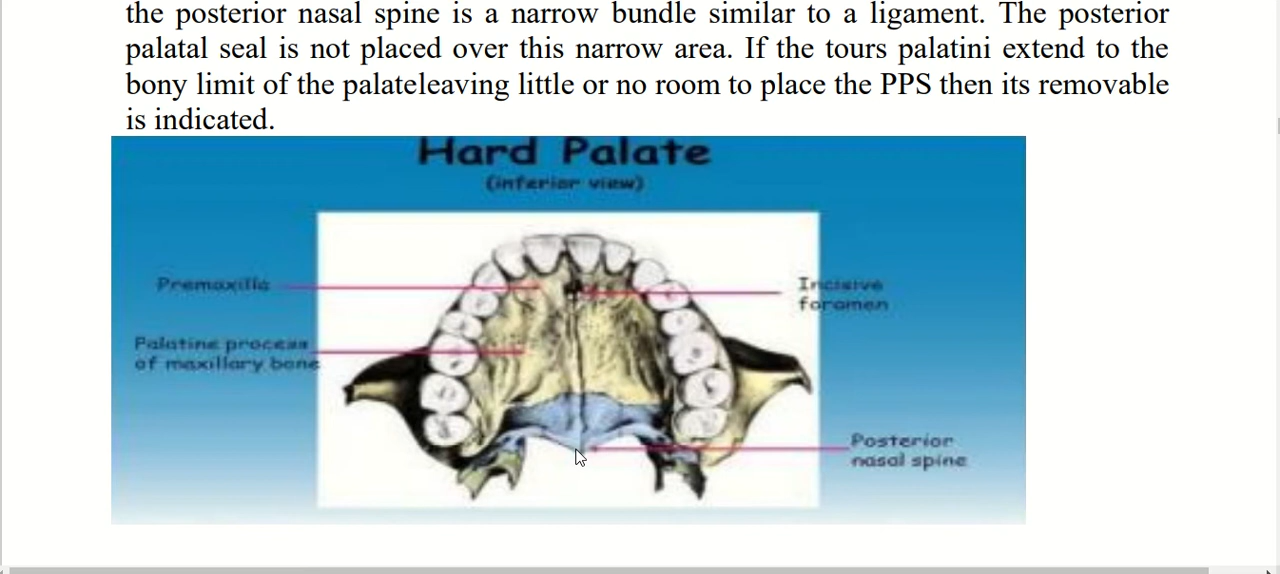 the posterior nasal spine is a narrow bundle similar to a ligament. The posterior
palatal seal is not placed over this narrow area. If the tours palatini extend to the
bony limit of the palateleaving little or no room to place the PPS then its removable
is indicated.
Hard Palate
(inferior view)
Premaxilla
Incisive
foramen
Palatine process
of maxillary bone
Posterior
nasal spine